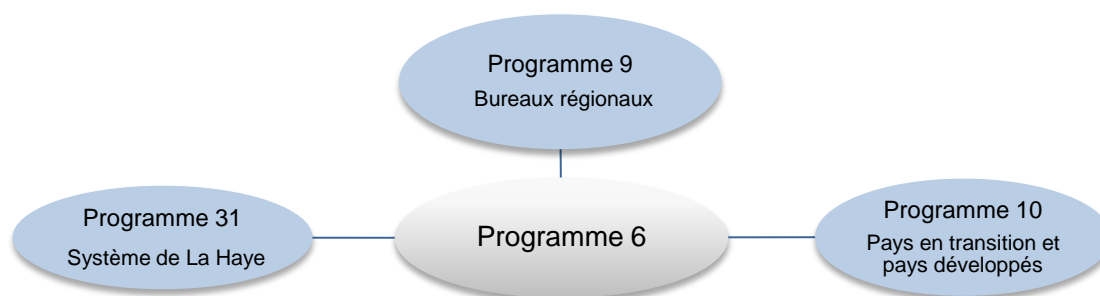 Programme 9
Bureaux régionaux
Programme 31
Système de La Haye
Programme 6
Programme 10
Pays en transition et
pays développés